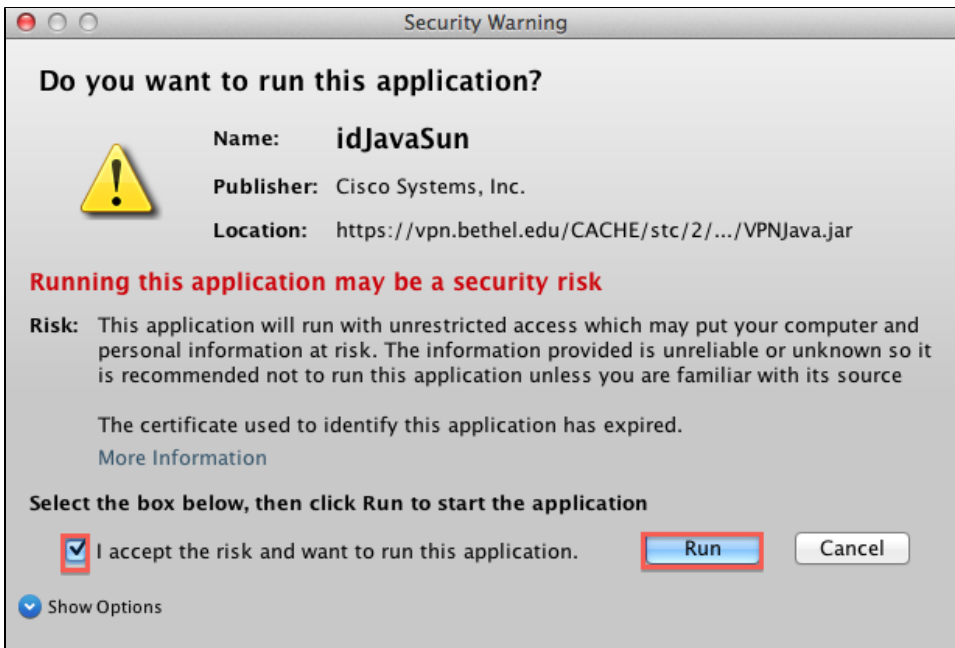 Security Warning
Do you want to run this application?
Name: idJavaSun
Publisher: Cisco Systems, Inc.
Location: https://vpn.bethel.edu/CACHE/stc/2/.../VPNJava.jar
Running this application may be a security risk
Risk: This application will run with unrestricted access which may put your computer and
personal information at risk. The information provided is unreliable or unknown so it
is recommended not to run this application unless you are familiar with its source
The certificate used to identify this application has expired.
More Information
Select the box below, then click Run to start the application
I accept the risk and want to run this application. Run Cancel
Show Options